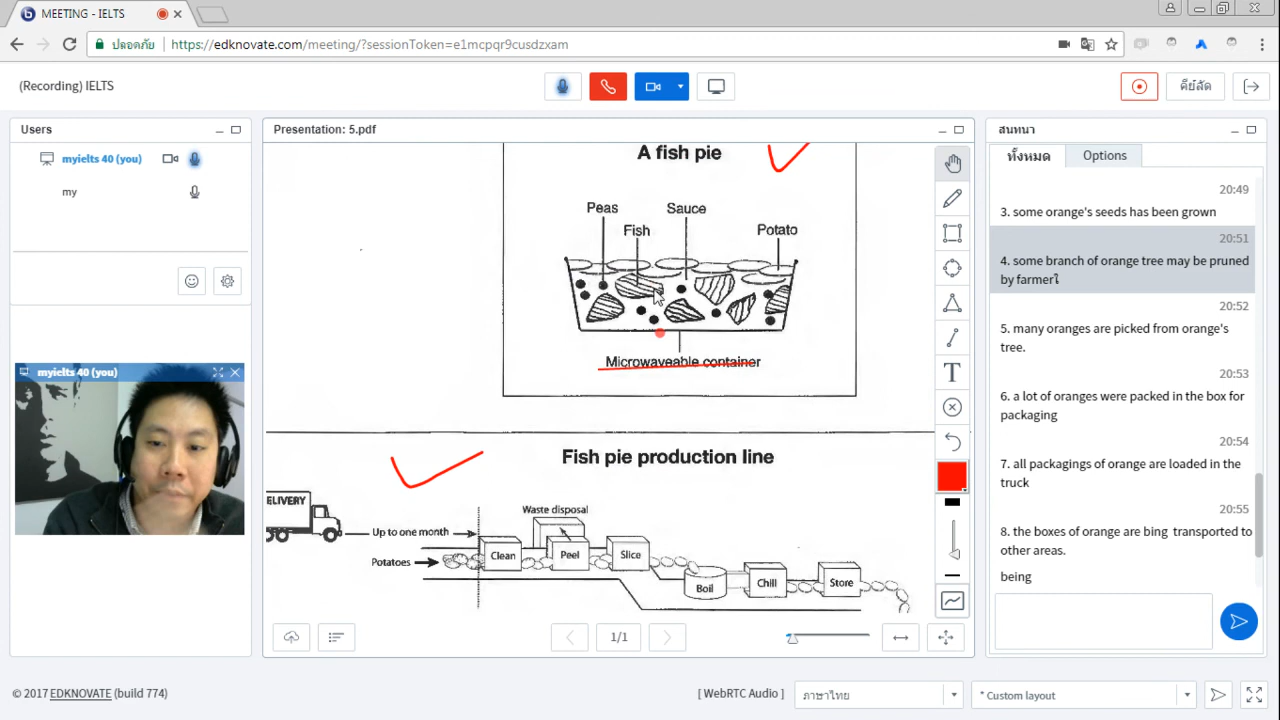 MEETING - IELTS
ปลอดภัย
https://edknovate.com/meeting/?sessionToken=e1mcpqr9cusdzxam
(Recording) IELTS
คีย์ลัด
Users
myielts 40 (you)
my
myielts 40 (you)
Presentation: 5.pdf
A fish pie
Peas
Sauce
Fish
Potato
Microwaveable container
Fish pie production line
ELIVERY
Waste disposal
Up to one month
Potatoes
Clean
Peel
Slice
Boil
Chill
Store
T
1/1
สนทนา
ทั้งหมด
Options
20:49
3. some orange's seeds has been grown
20:51
4. some branch of orange tree may be pruned
by farmerไ
20:52
5. many oranges are picked from orange's
tree.
20:53
6. a lot of oranges were packed in the box for
packaging
20:54
7. all packagings of orange are loaded in the
truck
20:55
8. the boxes of orange are bing transported to
other areas.
being
© 2017 EDKNOVATE (build 774)
[ WebRTC Audio ]
ภาษาไทย
* Custom layout